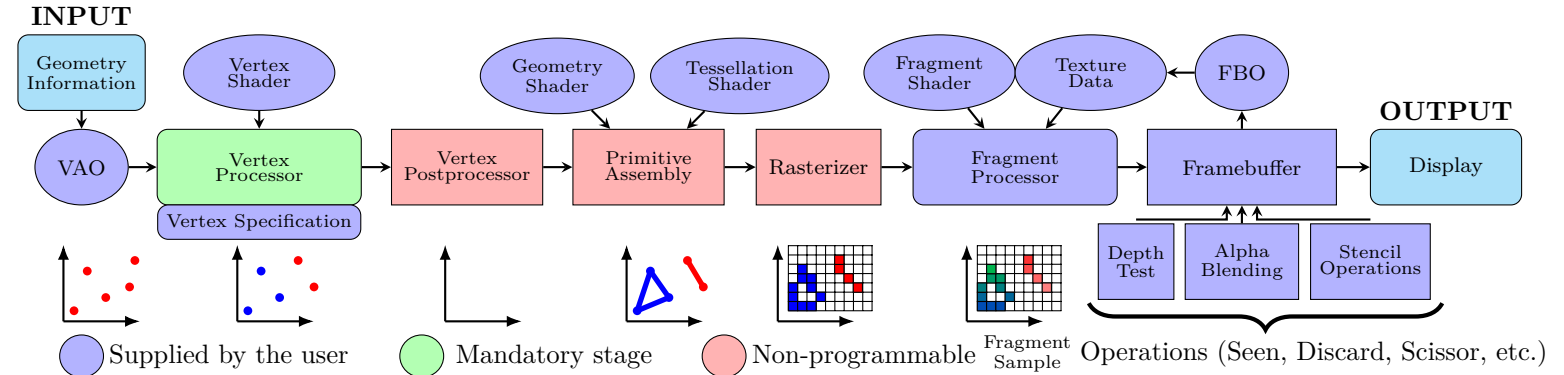 INPUT
Geometry
Information
Vertex
Shader
Geometry
Shader
Tessellation
Shader
Fragment
Shader
Texture
Data
FBO
OUTPUT
VAO
Vertex
Processor
Vertex
Postprocessor
Primitive
Assembly
Rasterizer
Fragment
Processor
Framebuffer
Display
Vertex Specification
Depth
Test
Alpha
Blending
Stencil
Operations
Supplied by the user
Mandatory stage
Non-programmable
Fragment
Sample
Operations (Seen, Discard, Scissor, etc.)